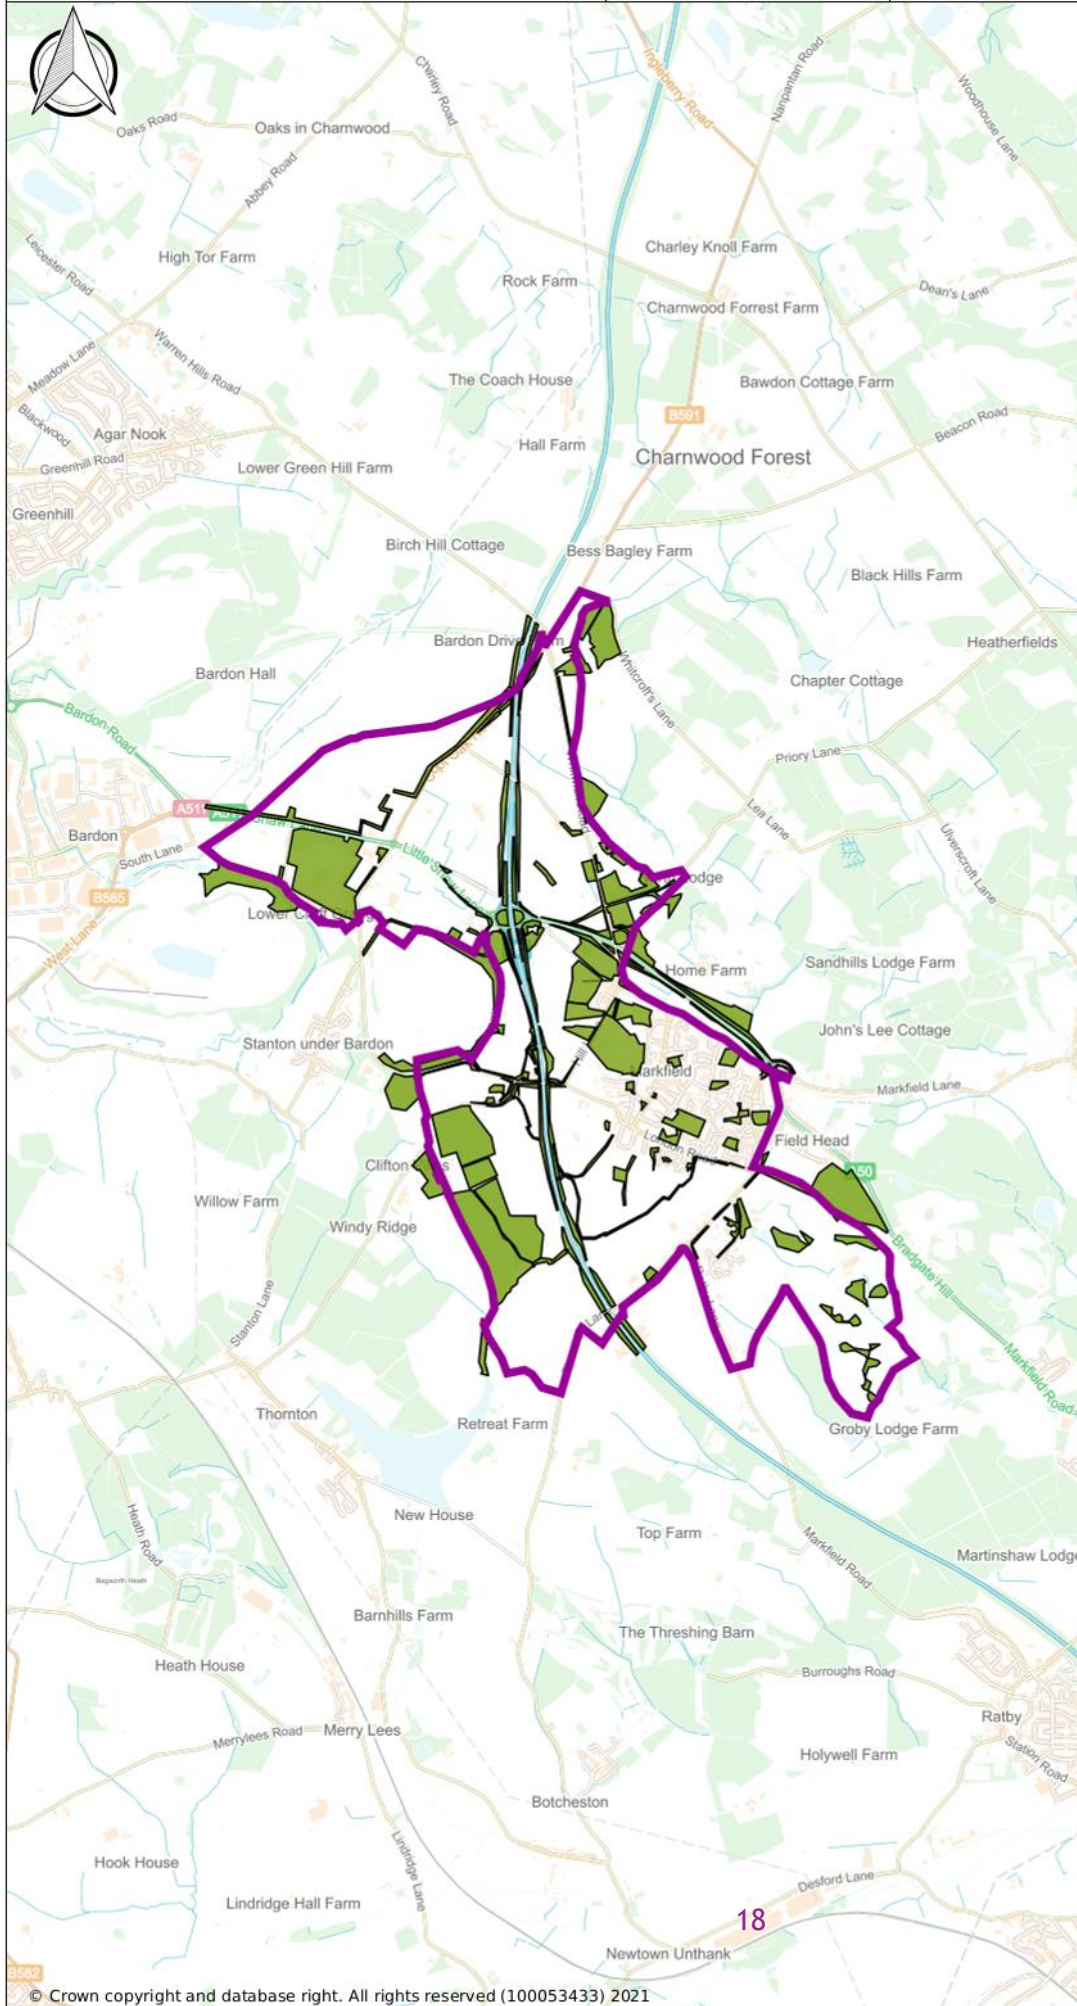 Ingleberry Road
Nanpantan Road
Charley Road
Woodhouse Lane
Oaks Road
Oaks in Charnwood
Abbey Road
Charley Knoll Farm
Leicester Road
High Tor Farm
Rock Farm
Dean's Lane
Charnwood Forrest Farm
Warren Hills Road
Meadow Lane
The Coach House
Bawdon Cottage Farm
Blackwood
B591
Beacon Road
Agar Nook
Hall Farm
Greenhill Road
Lower Green Hill Farm
Charnwood Forest
Greenhill
Birch Hill Cottage
Bess Bagley Farm
Black Hills Farm
Bardon Drive
Heatherfields
Bardon Hall
Whitcroft's Lane
Chapter Cottage
Bardon Road
Priory Lane
A511
Lea Lane
Bardon
South Lane
Ulverscroft Lane
B585
West Lane
Home Farm
Sandhills Lodge Farm
John's Lee Cottage
Stanton under Bardon
Markfield
Markfield Lane
London Road
Field Head
Clifton
A50
Willow Farm
Windy Ridge
Bradgate Hill
Stanton Lane
Markfield Road
Thornton
Retreat Farm
Groby Lodge Farm
New House
Heath Road
Top Farm
Markfield Road
Martinshaw Lodge
Bagworth Heath
Barnhills Farm
The Threshing Barn
Heath House
Burroughs Road
Ratby
Merrylees Road
Merry Lees
Station Road
Holywell Farm
Botcheston
Hook House
Lindridge Lane
Desford Lane
Lindridge Hall Farm
18
Newtown Unthank
B582
© Crown copyright and database right. All rights reserved (100053433) 2021